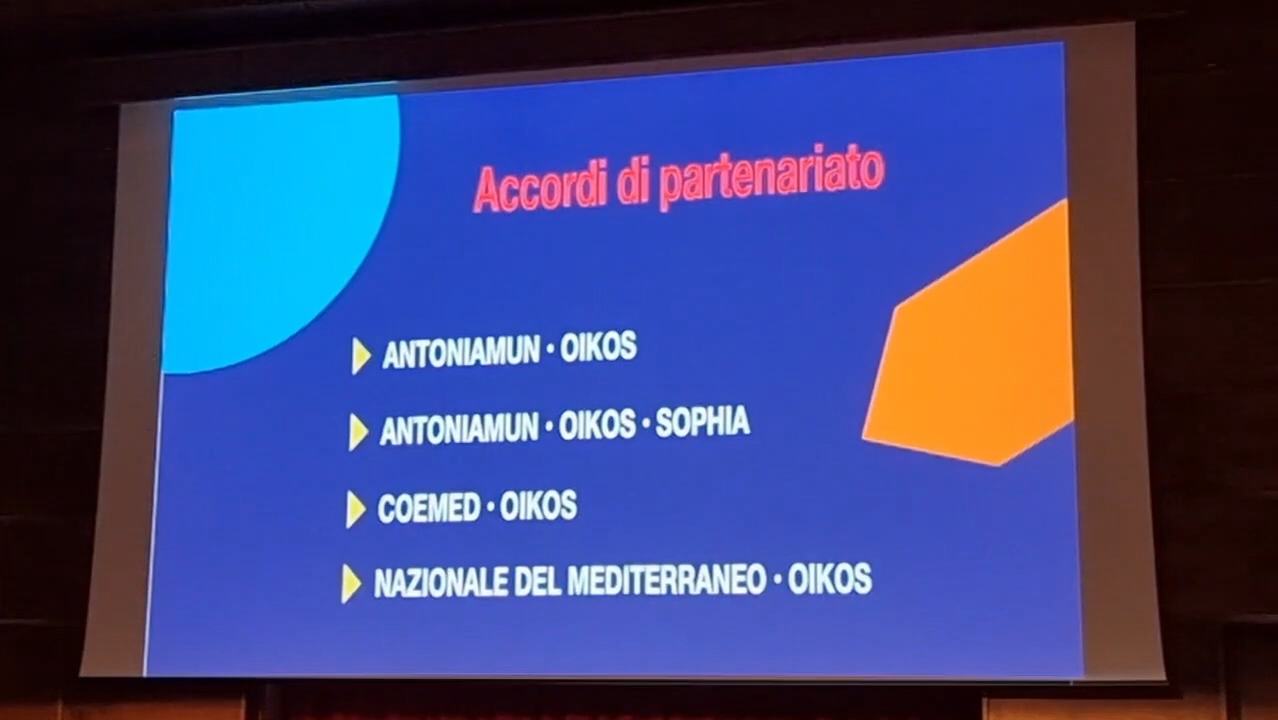 Accordi di partenariato
ANTONIAMUN • OIKOS
ANTONIAMUN • OIKOS • SOPHIA
COEMED • OIKOS
NAZIONALE DEL MEDITERRANEO • OIKOS